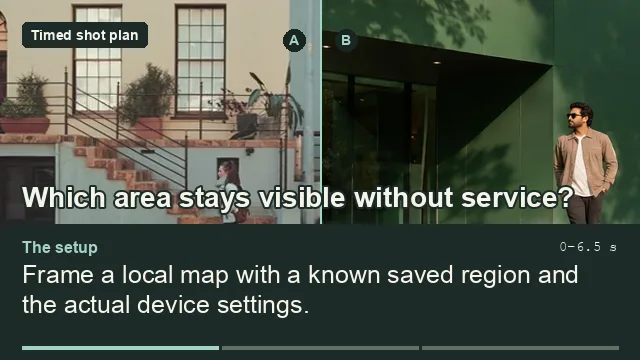 Timed shot plan
A
B
Which area stays visible without service?
The setup
0–6.5 s
Frame a local map with a known saved region and
the actual device settings.